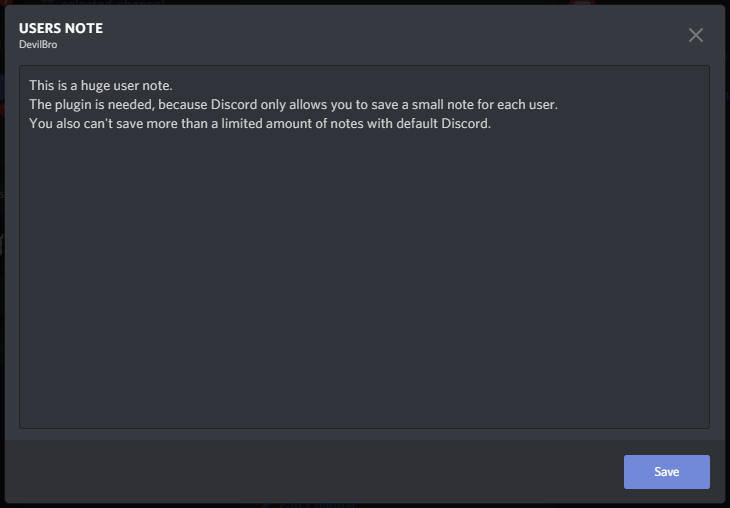 USERS NOTE
DevilBro
This is a huge user note.
The plugin is needed, because Discord only allows you to save a small note for each user.
You also can't save more than a limited amount of notes with default Discord.
Save